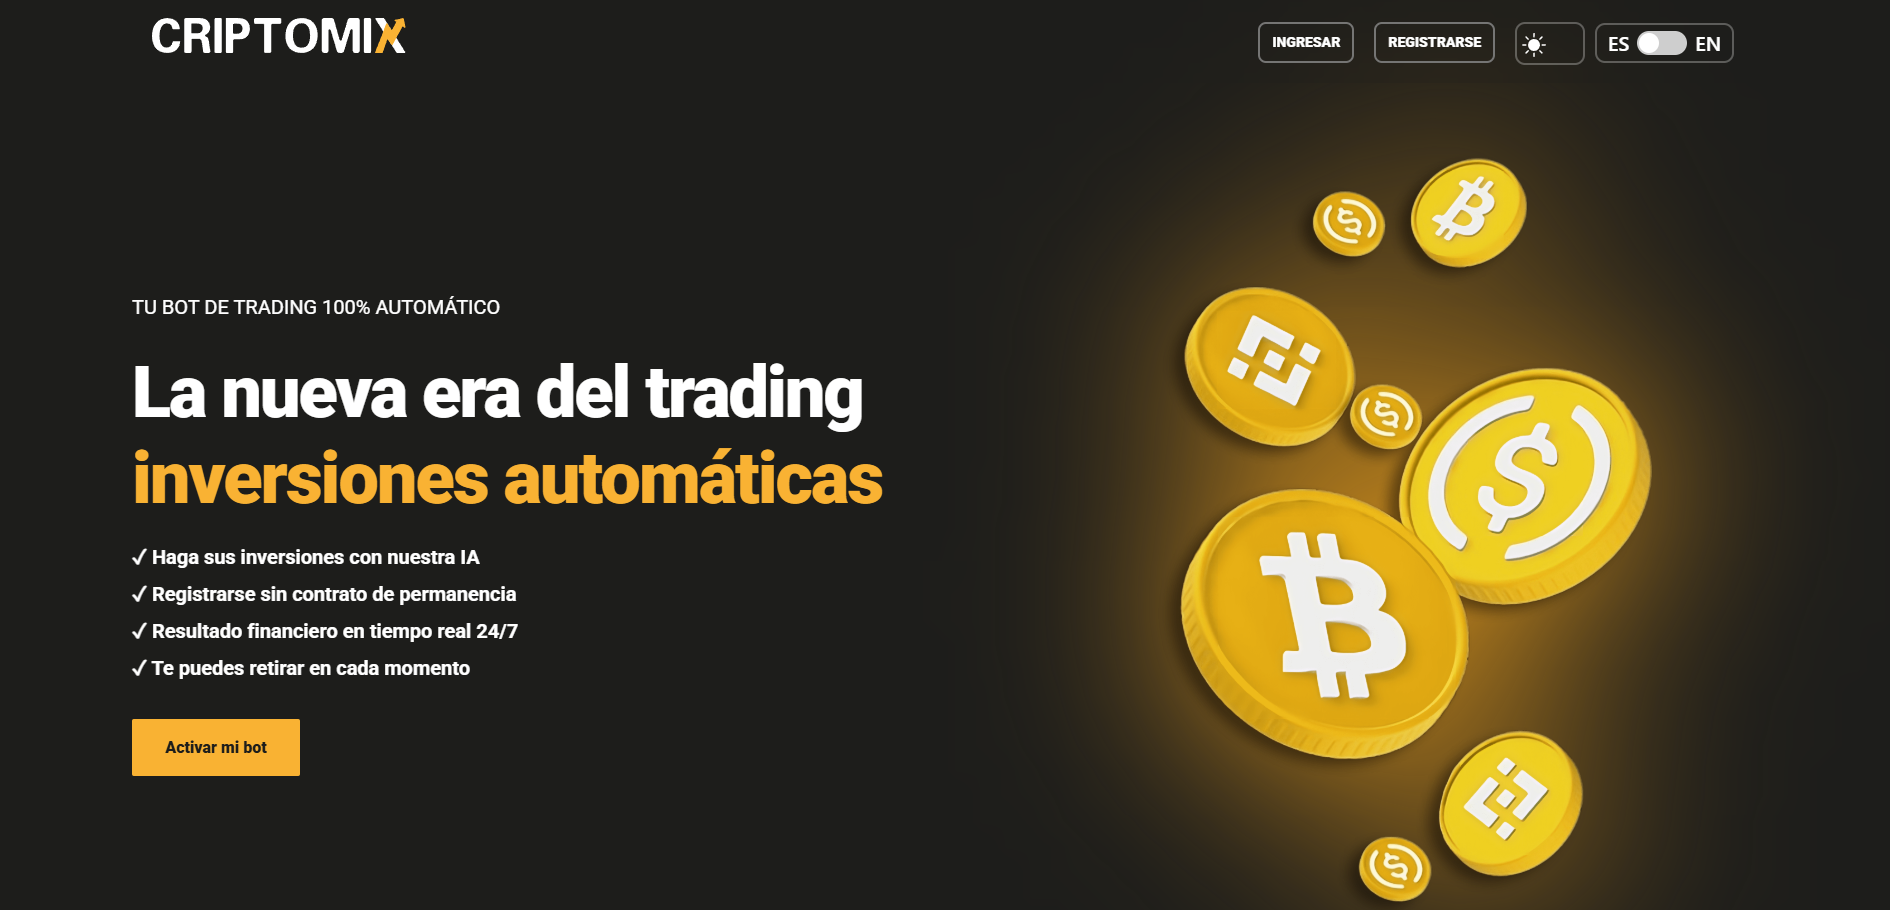 CRIPTOMIX
INGRESAR
REGISTRARSE
ES
EN
TU BOT DE TRADING 100% AUTOMÁTICO
La nueva era del trading
inversiones automáticas
✓ Haga sus inversiones con nuestra IA
✓ Registrarse sin contrato de permanencia
✓ Resultado financiero en tiempo real 24/7
✓ Te puedes retirar en cada momento
Activar mi bot